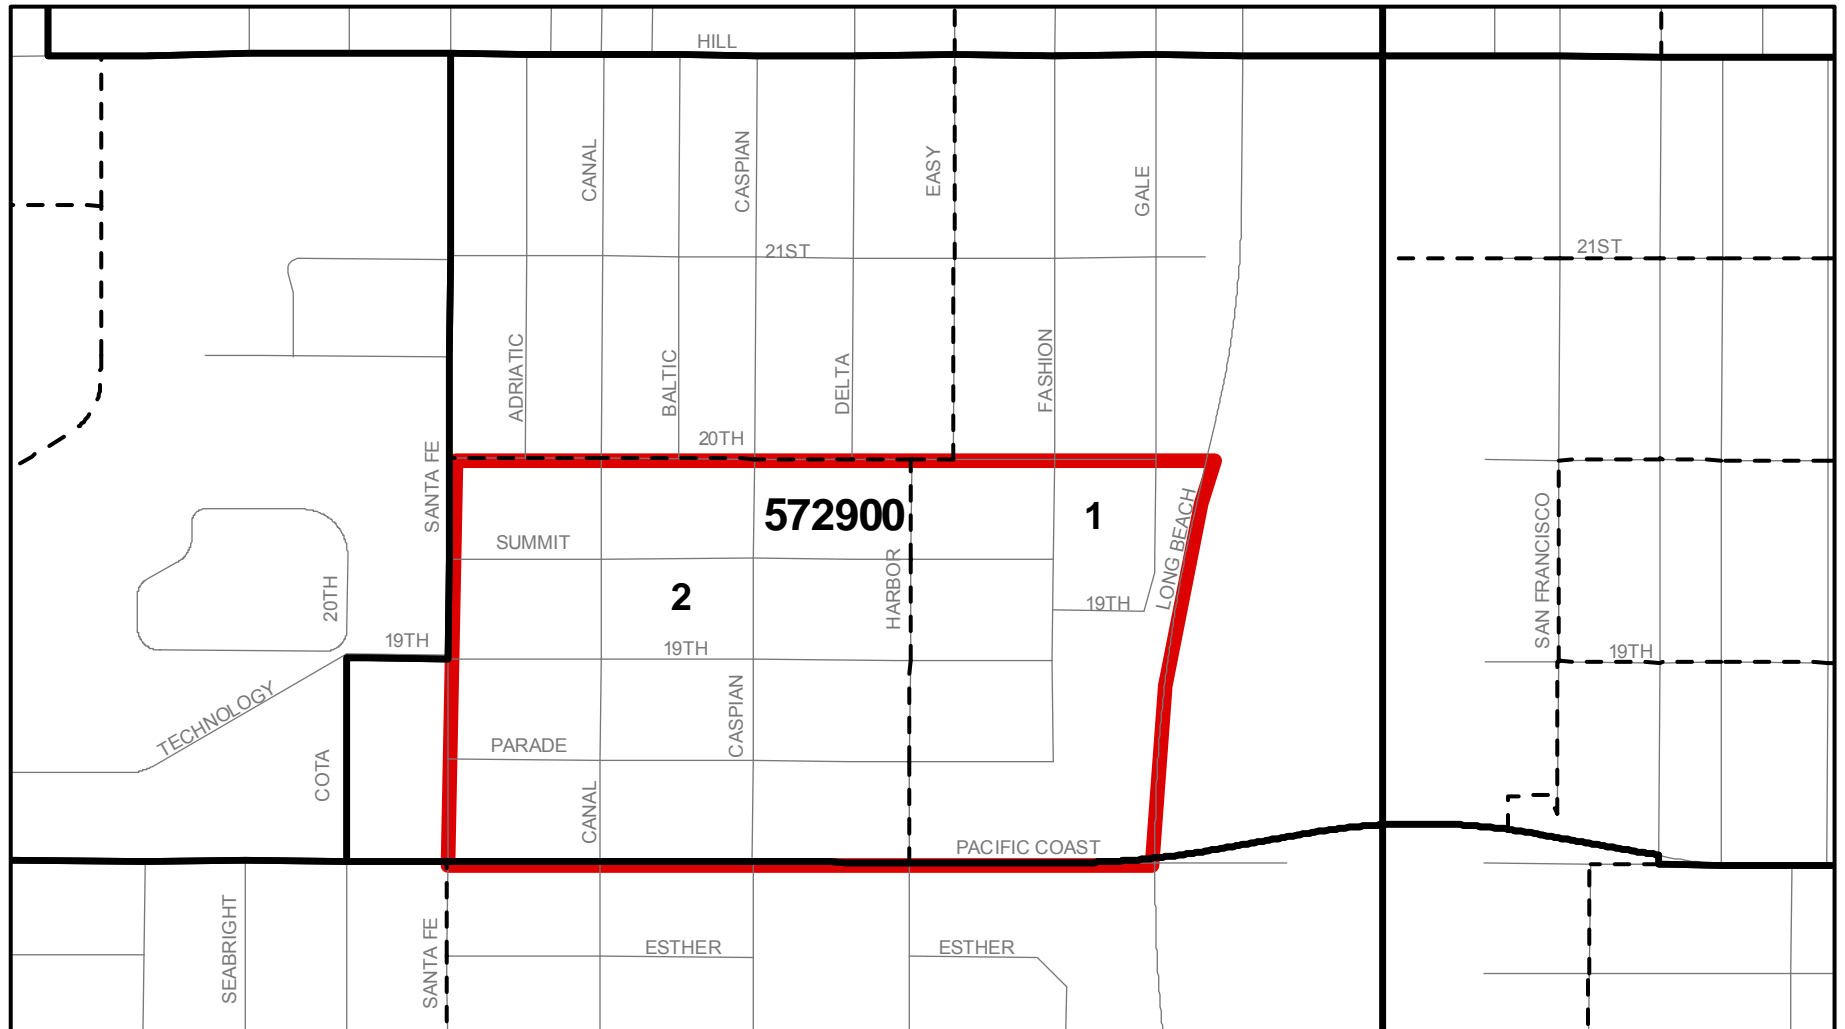 HILL
CANAL
CASPIAN
EASY
GALE
21ST
21ST
ADRIATIC
BALTIC
DELTA
FASHION
20TH
SANTA FE
572900
1
LONG BEACH
SAN FRANCISCO
SUMMIT
HARBOR
20TH
2
19TH
19TH
19TH
19TH
TECHNOLOGY
CASPIAN
PARADE
COTA
CANAL
PACIFIC COAST
SEABRIGHT
SANTA FE
ESTHER
ESTHER